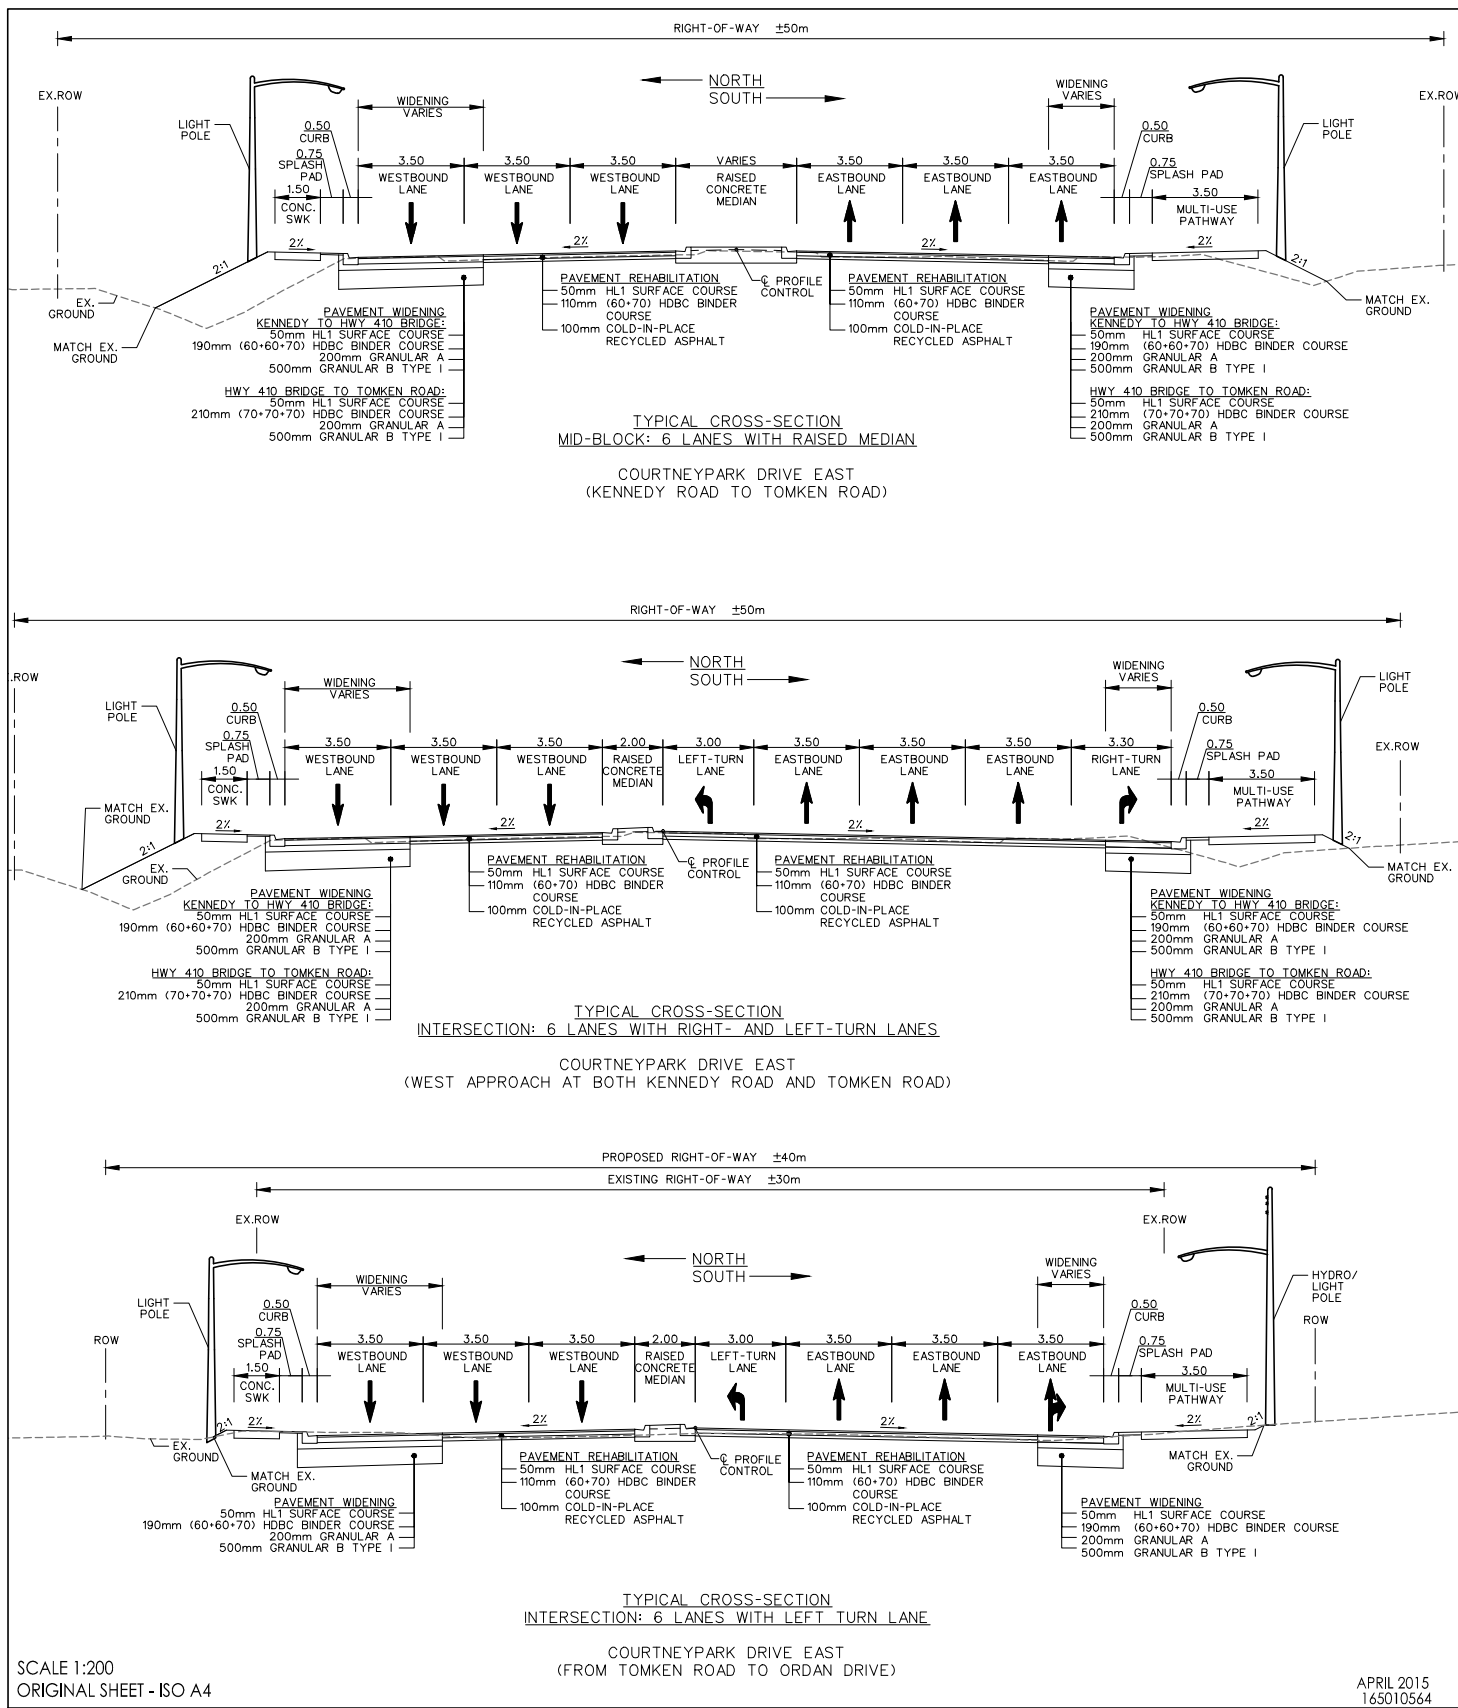 RIGHT-OF-WAY ±50m
NORTH
SOUTH
EX.ROW
LIGHT
POLE
WIDENING
VARIES
0.50
CURB
0.75
SPLASH
PAD
1.50
CONC.
SWK
3.50
WESTBOUND
LANE
3.50
WESTBOUND
LANE
3.50
WESTBOUND
LANE
VARIES
RAISED
CONCRETE
MEDIAN
3.50
EASTBOUND
LANE
3.50
EASTBOUND
LANE
3.50
EASTBOUND
LANE
WIDENING
VARIES
0.50
CURB
0.75
SPLASH PAD
3.50
MULTI-USE
PATHWAY
LIGHT
POLE
EX.ROW
2%
2%
2%
2%
2:1
2:1
EX.
GROUND
MATCH EX.
GROUND
℄ PROFILE
CONTROL
MATCH EX.
GROUND
PAVEMENT WIDENING
KENNEDY TO HWY 410 BRIDGE:
50mm HL1 SURFACE COURSE
190mm (60+60+70) HDBC BINDER COURSE
200mm GRANULAR A
500mm GRANULAR B TYPE I
HWY 410 BRIDGE TO TOMKEN ROAD:
50mm HL1 SURFACE COURSE
210mm (70+70+70) HDBC BINDER COURSE
200mm GRANULAR A
500mm GRANULAR B TYPE I
PAVEMENT REHABILITATION
50mm HL1 SURFACE COURSE
110mm (60+70) HDBC BINDER
COURSE
100mm COLD-IN-PLACE
RECYCLED ASPHALT
PAVEMENT REHABILITATION
50mm HL1 SURFACE COURSE
110mm (60+70) HDBC BINDER
COURSE
100mm COLD-IN-PLACE
RECYCLED ASPHALT
PAVEMENT WIDENING
KENNEDY TO HWY 410 BRIDGE:
50mm HL1 SURFACE COURSE
190mm (60+60+70) HDBC BINDER COURSE
200mm GRANULAR A
500mm GRANULAR B TYPE I
HWY 410 BRIDGE TO TOMKEN ROAD:
50mm HL1 SURFACE COURSE
210mm (70+70+70) HDBC BINDER COURSE
200mm GRANULAR A
500mm GRANULAR B TYPE I
TYPICAL CROSS-SECTION
MID-BLOCK: 6 LANES WITH RAISED MEDIAN
COURTNEYPARK DRIVE EAST
(KENNEDY ROAD TO TOMKEN ROAD)
RIGHT-OF-WAY ±50m
NORTH
SOUTH
.ROW
LIGHT
POLE
WIDENING
VARIES
0.50
CURB
0.75
SPLASH
PAD
1.50
CONC.
SWK
3.50
WESTBOUND
LANE
3.50
WESTBOUND
LANE
3.50
WESTBOUND
LANE
2.00
RAISED
CONCRETE
MEDIAN
3.00
LEFT-TURN
LANE
3.50
EASTBOUND
LANE
3.50
EASTBOUND
LANE
3.50
EASTBOUND
LANE
3.30
RIGHT-TURN
LANE
WIDENING
VARIES
0.50
CURB
0.75
SPLASH PAD
3.50
MULTI-USE
PATHWAY
LIGHT
POLE
EX.ROW
MATCH EX.
GROUND
2%
2%
2%
2%
2:1
2:1
EX.
GROUND
℄ PROFILE
CONTROL
MATCH EX.
GROUND
PAVEMENT WIDENING
KENNEDY TO HWY 410 BRIDGE:
50mm HL1 SURFACE COURSE
190mm (60+60+70) HDBC BINDER COURSE
200mm GRANULAR A
500mm GRANULAR B TYPE I
HWY 410 BRIDGE TO TOMKEN ROAD:
50mm HL1 SURFACE COURSE
210mm (70+70+70) HDBC BINDER COURSE
200mm GRANULAR A
500mm GRANULAR B TYPE I
PAVEMENT REHABILITATION
50mm HL1 SURFACE COURSE
110mm (60+70) HDBC BINDER
COURSE
100mm COLD-IN-PLACE
RECYCLED ASPHALT
PAVEMENT REHABILITATION
50mm HL1 SURFACE COURSE
110mm (60+70) HDBC BINDER
COURSE
100mm COLD-IN-PLACE
RECYCLED ASPHALT
PAVEMENT WIDENING
KENNEDY TO HWY 410 BRIDGE:
50mm HL1 SURFACE COURSE
190mm (60+60+70) HDBC BINDER COURSE
200mm GRANULAR A
500mm GRANULAR B TYPE I
HWY 410 BRIDGE TO TOMKEN ROAD:
50mm HL1 SURFACE COURSE
210mm (70+70+70) HDBC BINDER COURSE
200mm GRANULAR A
500mm GRANULAR B TYPE I
TYPICAL CROSS-SECTION
INTERSECTION: 6 LANES WITH RIGHT- AND LEFT-TURN LANES
COURTNEYPARK DRIVE EAST
(WEST APPROACH AT BOTH KENNEDY ROAD AND TOMKEN ROAD)
PROPOSED RIGHT-OF-WAY ±40m
EXISTING RIGHT-OF-WAY ±30m
EX.ROW
EX.ROW
NORTH
SOUTH
ROW
LIGHT
POLE
WIDENING
VARIES
0.50
CURB
0.75
SPLASH
PAD
1.50
CONC.
SWK
3.50
WESTBOUND
LANE
3.50
WESTBOUND
LANE
3.50
WESTBOUND
LANE
2.00
RAISED
CONCRETE
MEDIAN
3.00
LEFT-TURN
LANE
3.50
EASTBOUND
LANE
3.50
EASTBOUND
LANE
3.50
EASTBOUND
LANE
WIDENING
VARIES
0.50
CURB
0.75
SPLASH PAD
3.50
MULTI-USE
PATHWAY
HYDRO/
LIGHT
POLE
ROW
2:1
2%
2%
2%
2%
2:1
EX.
GROUND
MATCH EX.
GROUND
℄ PROFILE
CONTROL
MATCH EX.
GROUND
PAVEMENT WIDENING
50mm HL1 SURFACE COURSE
190mm (60+60+70) HDBC BINDER COURSE
200mm GRANULAR A
500mm GRANULAR B TYPE I
PAVEMENT REHABILITATION
50mm HL1 SURFACE COURSE
110mm (60+70) HDBC BINDER
COURSE
100mm COLD-IN-PLACE
RECYCLED ASPHALT
PAVEMENT REHABILITATION
50mm HL1 SURFACE COURSE
110mm (60+70) HDBC BINDER
COURSE
100mm COLD-IN-PLACE
RECYCLED ASPHALT
PAVEMENT WIDENING
50mm HL1 SURFACE COURSE
190mm (60+60+70) HDBC BINDER COURSE
200mm GRANULAR A
500mm GRANULAR B TYPE I
TYPICAL CROSS-SECTION
INTERSECTION: 6 LANES WITH LEFT TURN LANE
COURTNEYPARK DRIVE EAST
(FROM TOMKEN ROAD TO ORDAN DRIVE)
SCALE 1:200
ORIGINAL SHEET - ISO A4
APRIL 2015
165010564